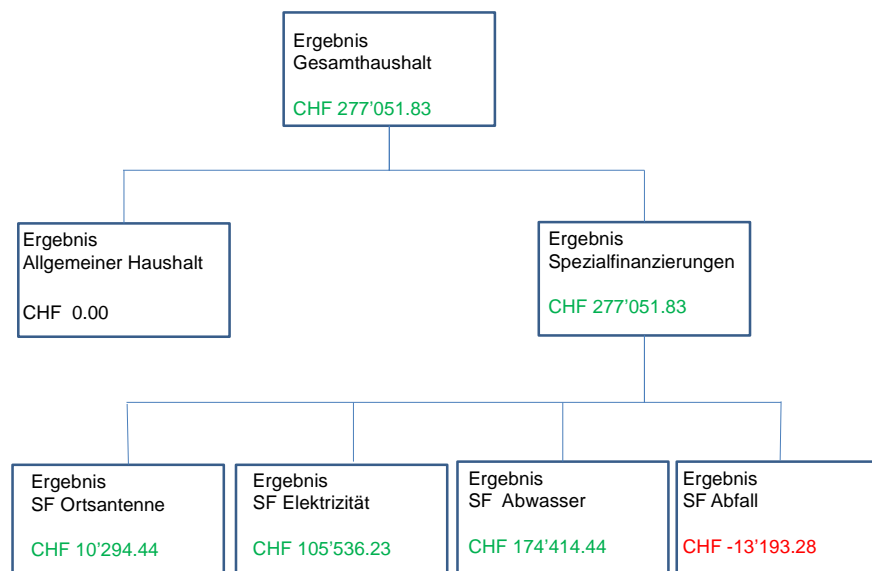 Ergebnis
Gesamthaushalt
CHF 277’051.83
Ergebnis
Allgemeiner Haushalt
CHF 0.00
Ergebnis
Spezialfinanzierungen
CHF 277’051.83
Ergebnis
SF Ortsantenne
CHF 10’294.44
Ergebnis
SF Elektrizität
CHF 105’536.23
Ergebnis
SF Abwasser
CHF 174’414.44
Ergebnis
SF Abfall
CHF -13’193.28